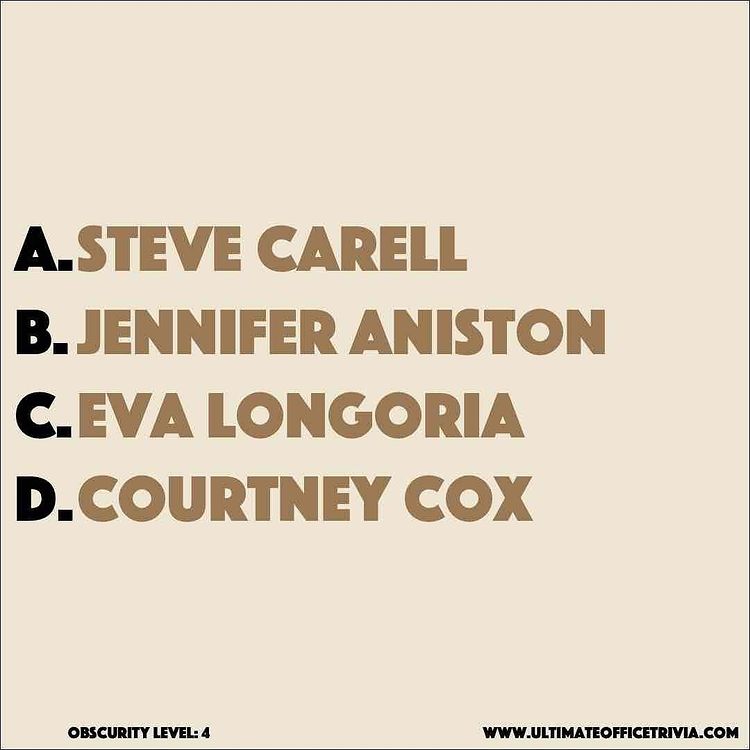 A. STEVE CARELL
B. JENNIFER ANISTON
C. EVA LONGORIA
D. COURTNEY COX
OBSCURITY LEVEL: 4
WWW.ULTIMATEOFFICETRIVIA.COM